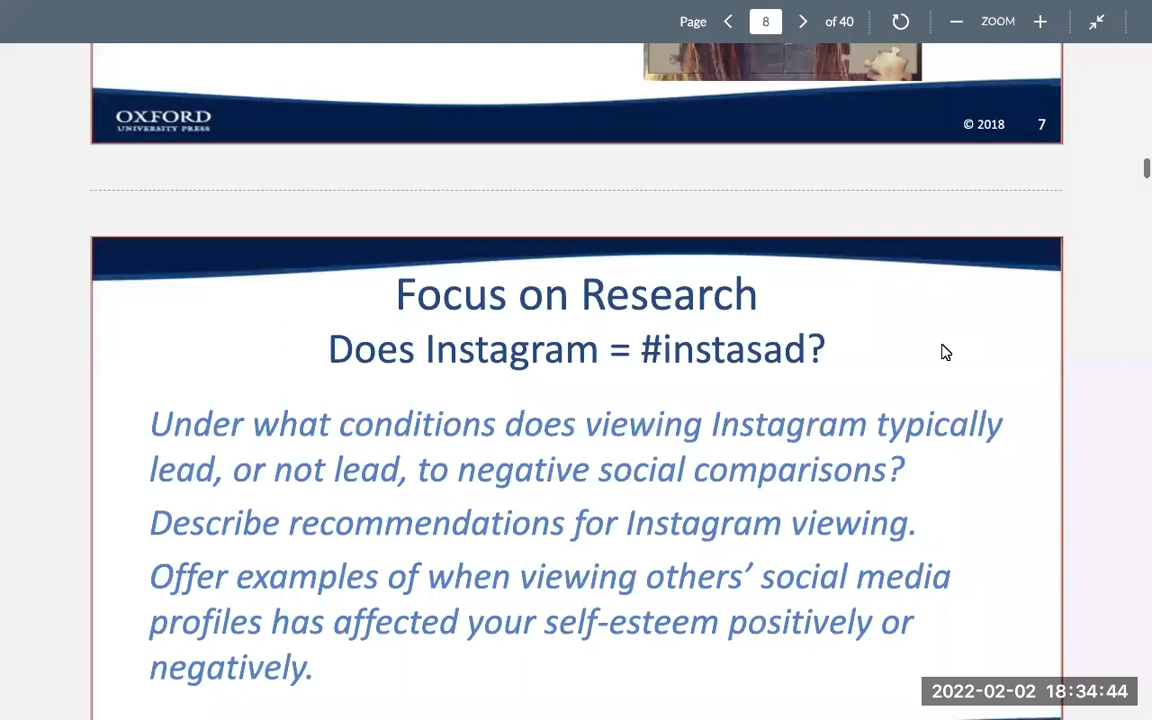 Page 8 of 40 ZOOM
OXFORD
UNIVERSITY PRESS
© 2018 7
Focus on Research
Does Instagram = #instasad?
Under what conditions does viewing Instagram typically
lead, or not lead, to negative social comparisons?
Describe recommendations for Instagram viewing.
Offer examples of when viewing others’ social media
profiles has affected your self-esteem positively or
negatively.
2022-02-02 18:34:44